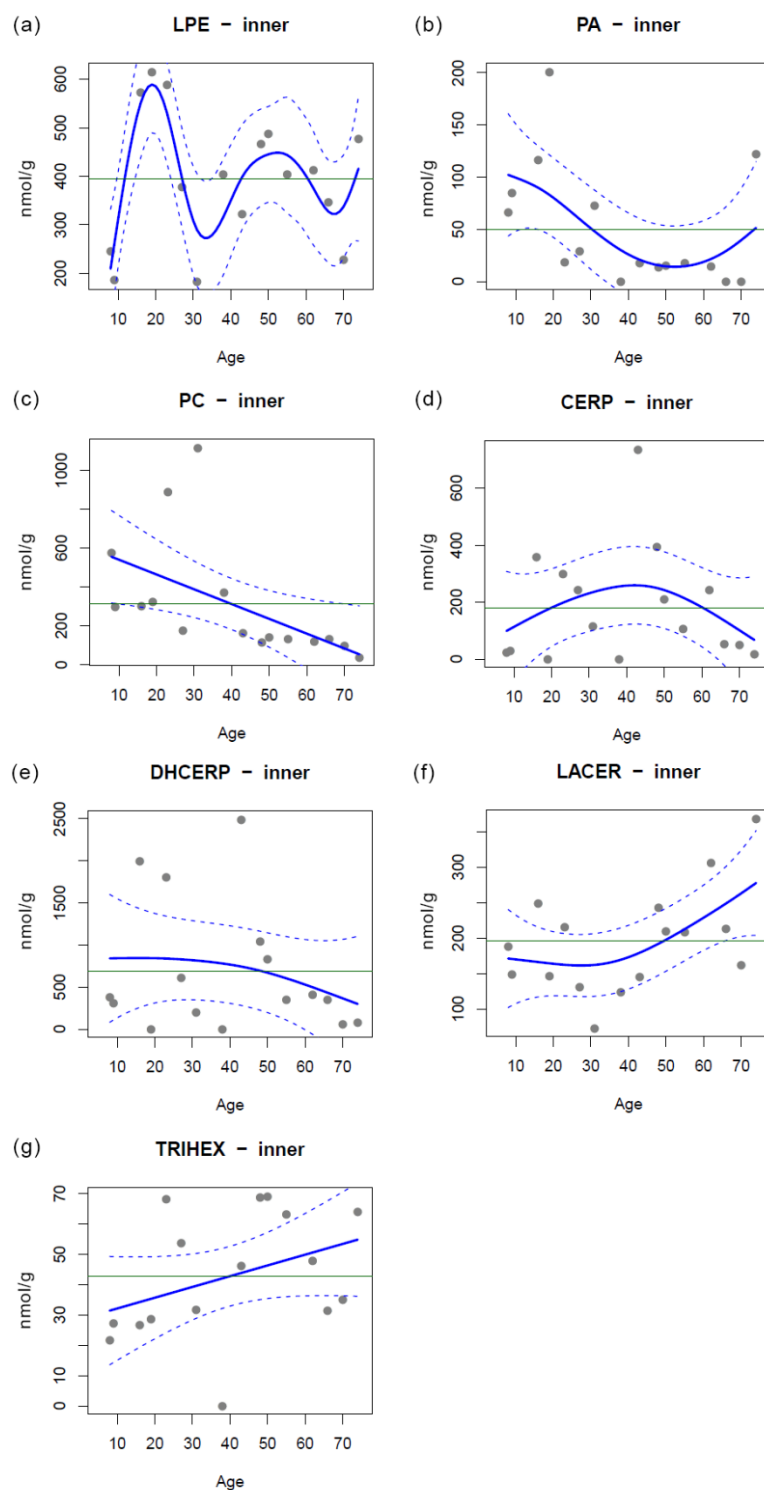 (a) LPE − inner
nmol/g
600
500
400
300
200
10 20 30 40 50 60 70
Age
(b) PA − inner
nmol/g
200
150
100
50
0
10 20 30 40 50 60 70
Age
(c) PC − inner
nmol/g
1000
600
200
0
10 20 30 40 50 60 70
Age
(d) CERP − inner
nmol/g
600
400
200
0
10 20 30 40 50 60 70
Age
(e) DHCERP − inner
nmol/g
2500
1500
500
0
10 20 30 40 50 60 70
Age
(f) LACER − inner
nmol/g
300
200
100
10 20 30 40 50 60 70
Age
(g) TRIHEX − inner
nmol/g
70
50
30
10
0
10 20 30 40 50 60 70
Age